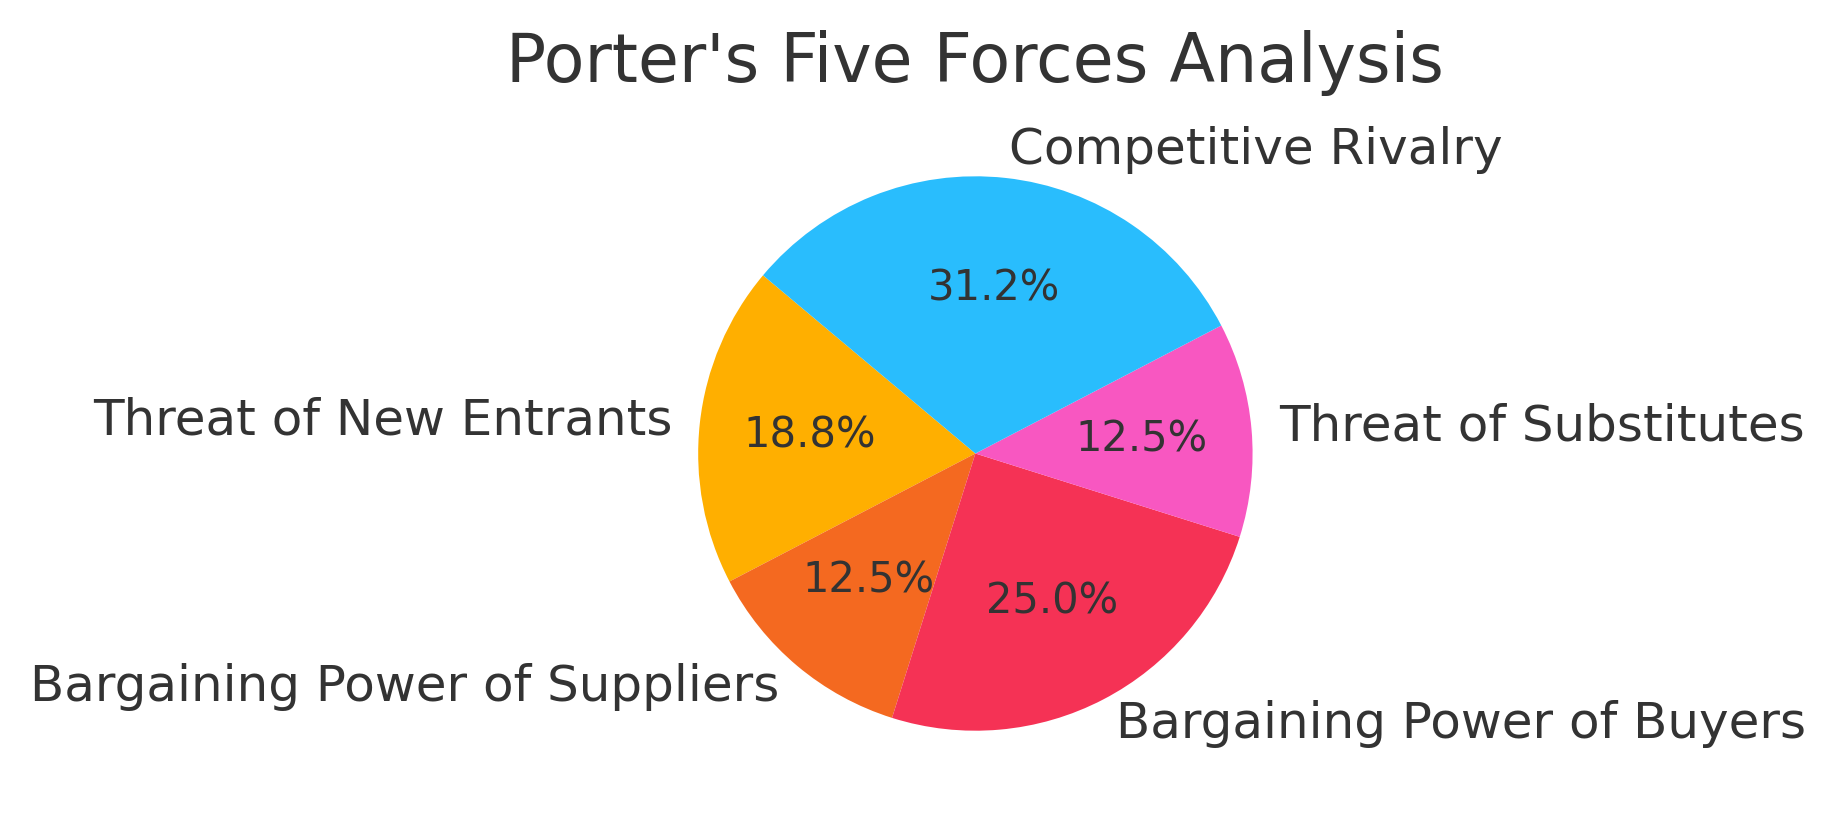 Porter's Five Forces Analysis
Competitive Rivalry
31.2%
Threat of New Entrants
18.8%
12.5%
Threat of Substitutes
12.5%
25.0%
Bargaining Power of Suppliers
Bargaining Power of Buyers